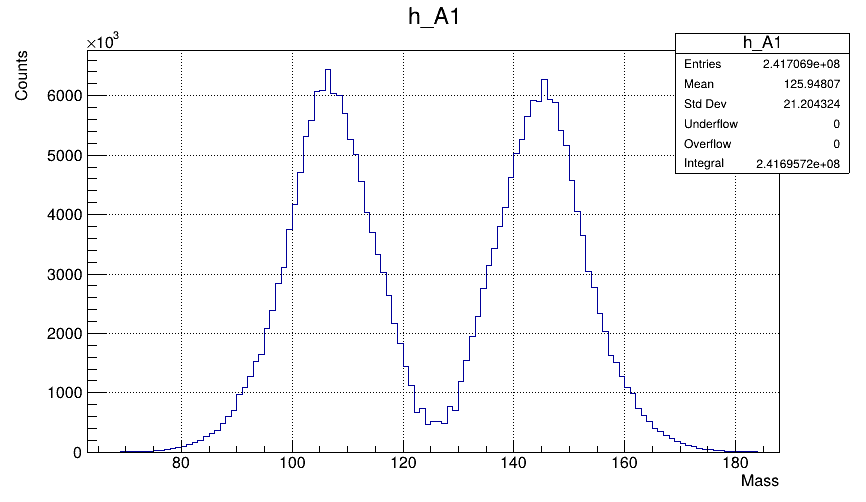 h_A1
×10³
Counts
6000
5000
4000
3000
2000
1000
0
80 100 120 140 160 180
Mass
h_A1
Entries 2.417069e+08
Mean 125.94807
Std Dev 21.204324
Underflow 0
Overflow 0
Integral 2.4169572e+08